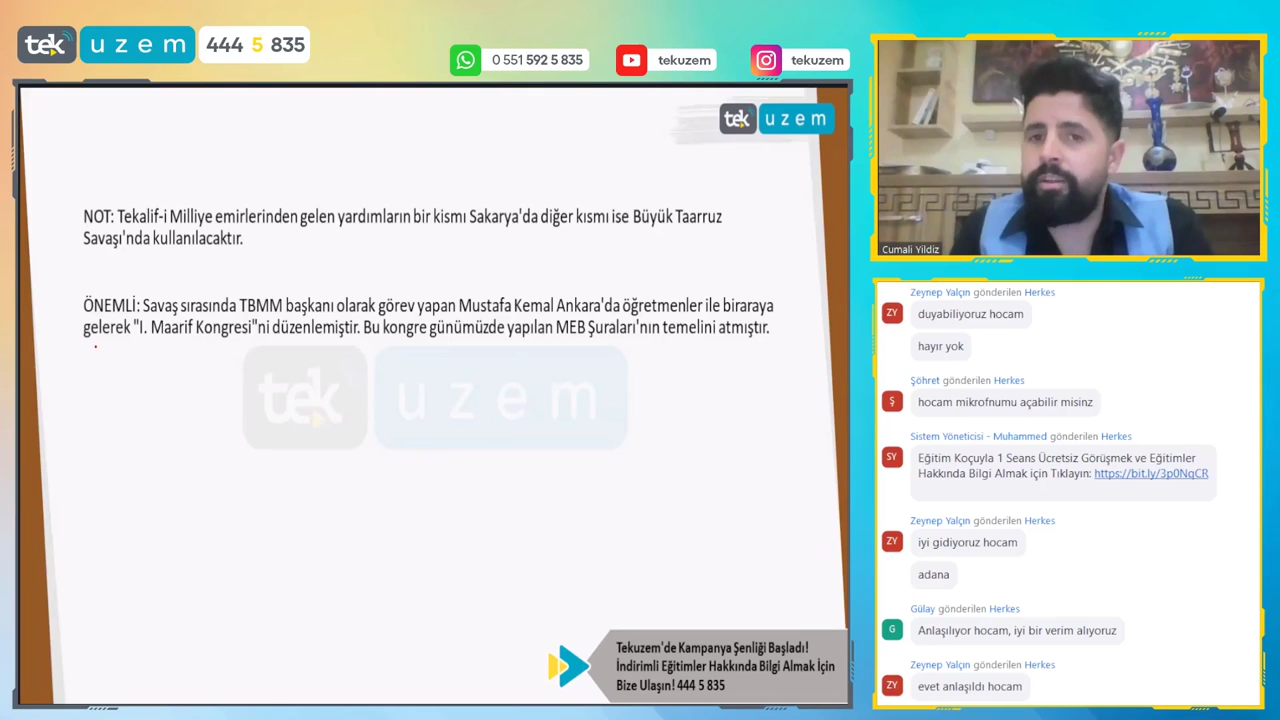 tek uzem 444 5 835
0 551 592 5 835
tekuzem
tekuzem
tek uzem
NOT: Tekalif-i Milliye emirlerinden gelen yardımların bir kısmı Sakarya'da diğer kısmı ise Büyük Taarruz
Savaşı'nda kullanılacaktır.
ÖNEMLİ: Savaş sırasında TBMM başkanı olarak görev yapan Mustafa Kemal Ankara'da öğretmenler ile biraraya
gelerek "I. Maarif Kongresi"ni düzenlemiştir. Bu kongre günümüzde yapılan MEB Şuraları'nın temelini atmıştır.
tek uzem
Tekuzem'de Kampanya Şenliği Başladı!
İndirimli Eğitimler Hakkında Bilgi Almak İçin
Bize Ulaşın! 444 5 835
Cumali Yildiz
Zeynep Yalçın gönderilen Herkes
ZY
duyabiliyoruz hocam
hayır yok
Şöhret gönderilen Herkes
Ş
hocam mikrofnumu açabilir misinz
Sistem Yöneticisi - Muhammed gönderilen Herkes
SY
Eğitim Koçuyla 1 Seans Ücretsiz Görüşmek ve Eğitimler
Hakkında Bilgi Almak için Tıklayın: https://bit.ly/3p0NqCR
Zeynep Yalçın gönderilen Herkes
ZY
iyi gidiyoruz hocam
adana
Gülay gönderilen Herkes
G
Anlaşılıyor hocam, iyi bir verim alıyoruz
Zeynep Yalçın gönderilen Herkes
ZY
evet anlaşıldı hocam